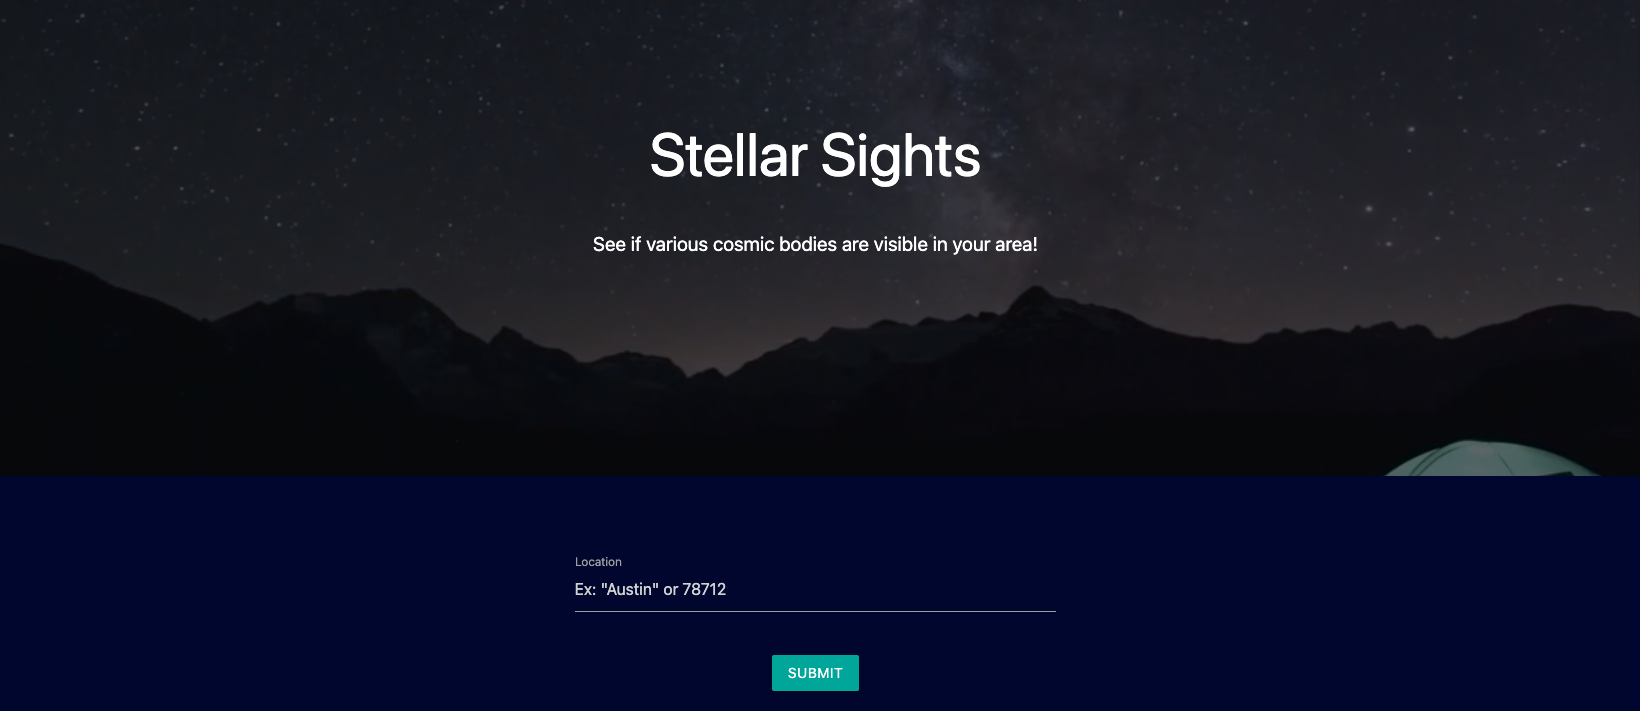 Stellar Sights
See if various cosmic bodies are visible in your area!
Location
Ex: "Austin" or 78712
SUBMIT